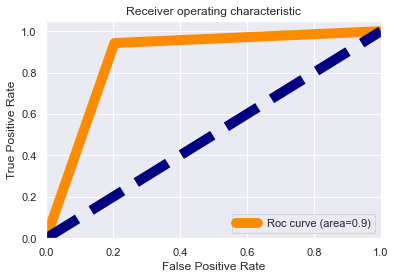 Receiver operating characteristic
True Positive Rate
1.0
0.8
0.6
0.4
0.2
0.0
Roc curve (area=0.9)
0.0 0.2 0.4 0.6 0.8 1.0
False Positive Rate